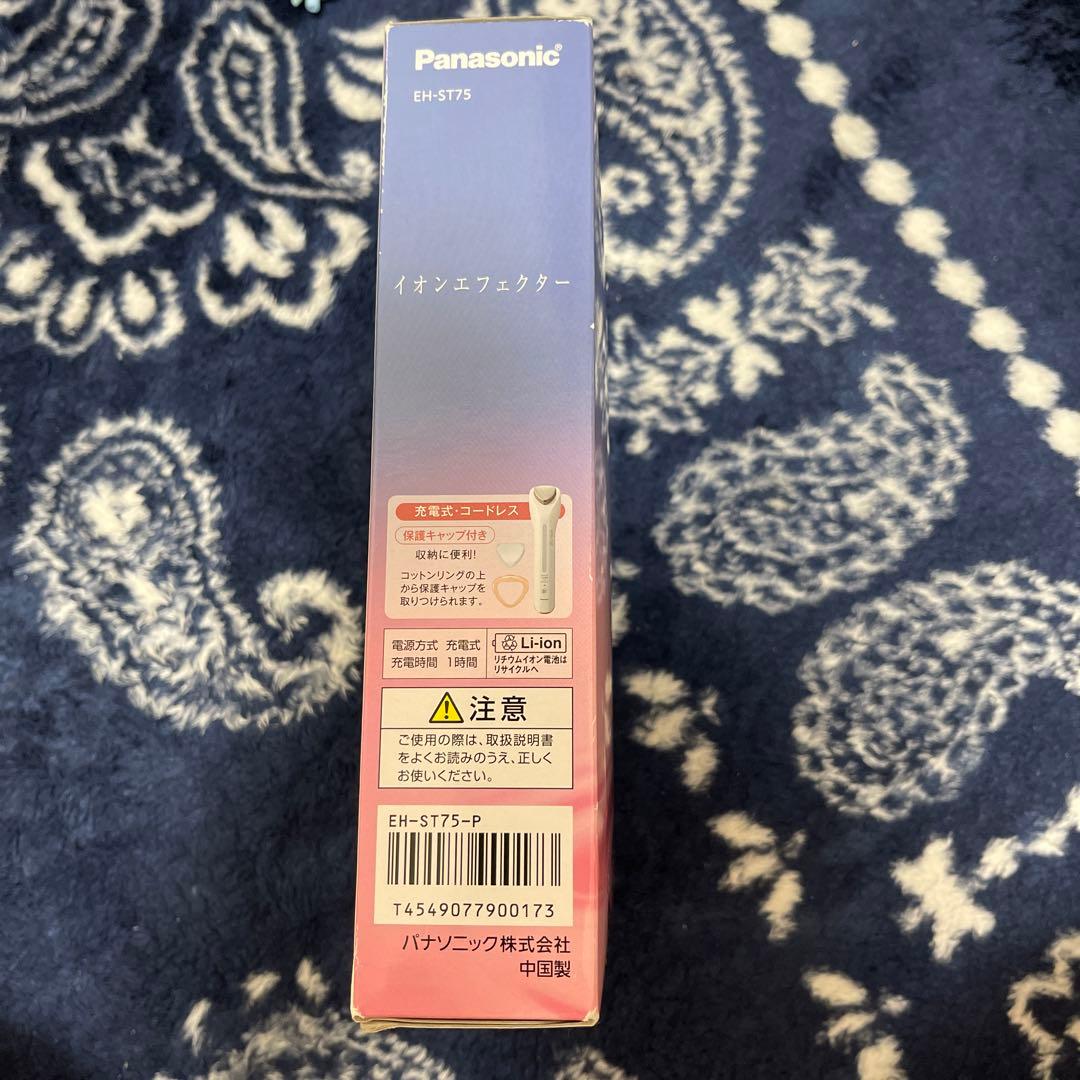 Panasonic®
EH-ST75
イオンエフェクター
充電式・コードレス
保護キャップ付き
収納に便利!
コットンリングの上
から保護キャップを
取りつけられます。
電源方式 充電式
充電時間 1時間
Li-ion
リチウムイオン電池は
リサイクルへ
注意
ご使用の際は、取扱説明書
をよくお読みのうえ、正しく
お使いください。
EH-ST75-P
T4549077900173
パナソニック株式会社
中国製